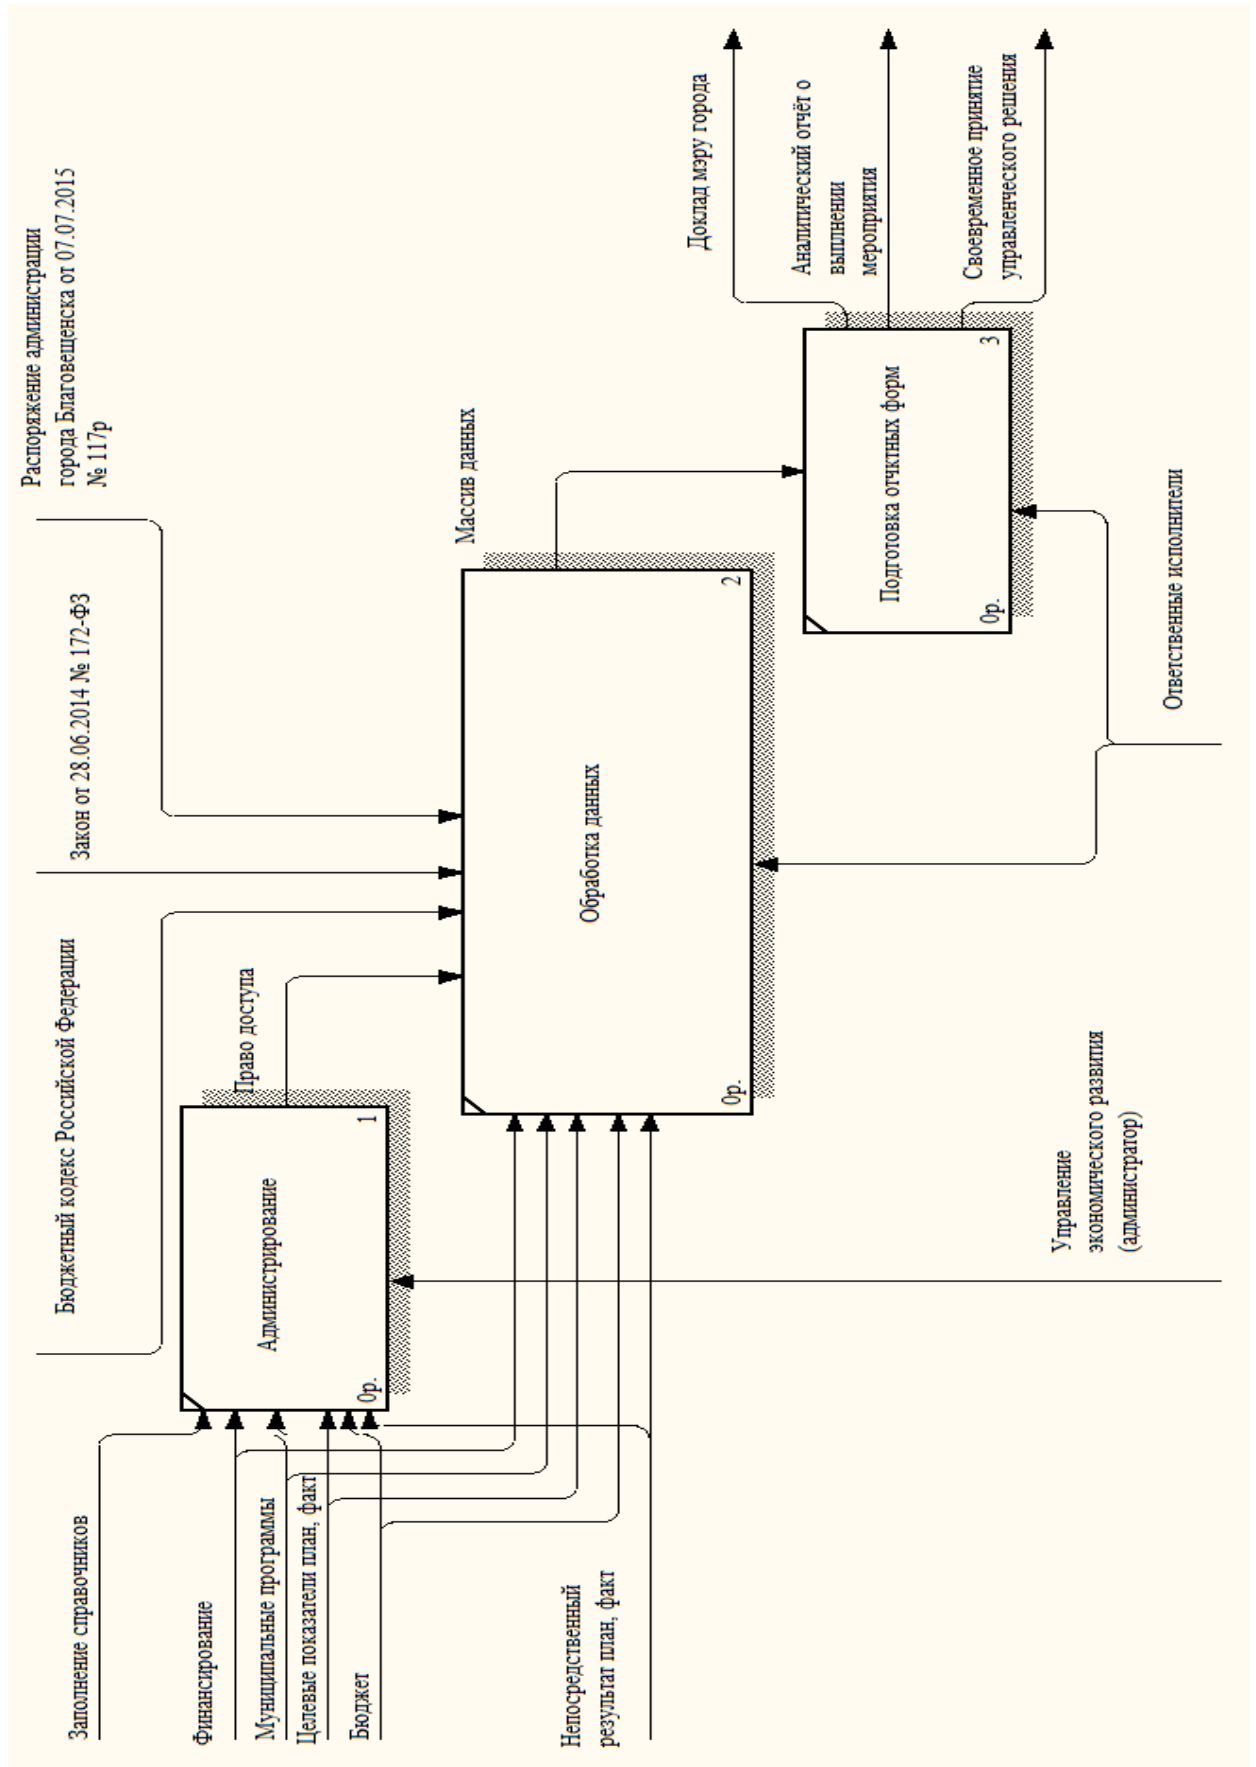 Распоряжение администрации
города Благовещенска от 07.07.2015
№ 117р
Закон от 28.06.2014 № 172-ФЗ
Бюджетный кодекс Российской Федерации
Заполнение справочников
Финансирование
Муниципальные программы
Целевые показатели план, факт
Бюджет
Непосредственный
результат план, факт
Администрирование
0р.
1
Право доступа
Обработка данных
0р.
2
Массив данных
Подготовка отчктных форм
0р.
3
Доклад мэру города
Аналитический отчёт о
выплнении
мероприятия
Своевременное принятие
управленческого решения
Управление
экономического развития
(администратор)
Ответственные исполнители